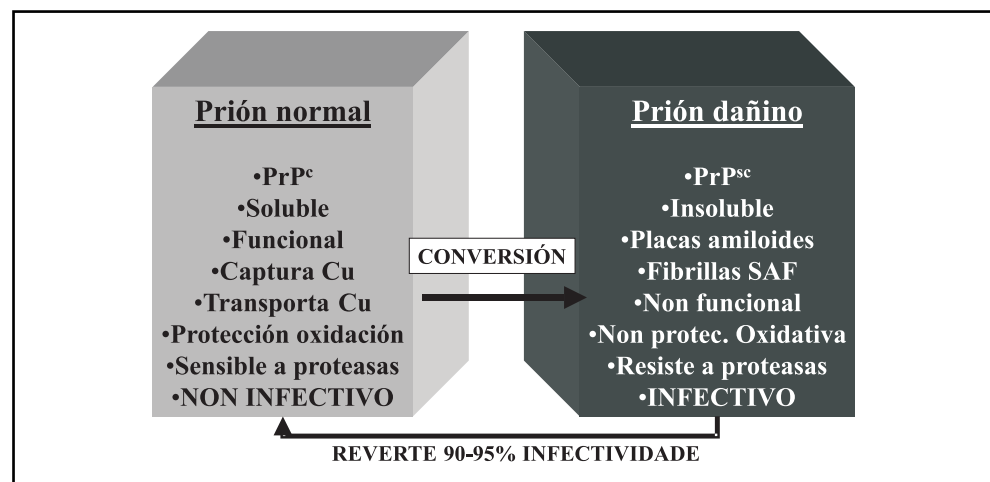 Prión normal
•PrPᶜ
•Soluble
•Funcional
•Captura Cu
•Transporta Cu
•Protección oxidación
•Sensible a proteasas
•NON INFECTIVO
CONVERSIÓN
Prión dañino
•PrPˢᶜ
•Insoluble
•Placas amiloides
•Fibrillas SAF
•Non funcional
•Non protec. Oxidativa
•Resiste a proteasas
•INFECTIVO
REVERTE 90-95% INFECTIVIDADE